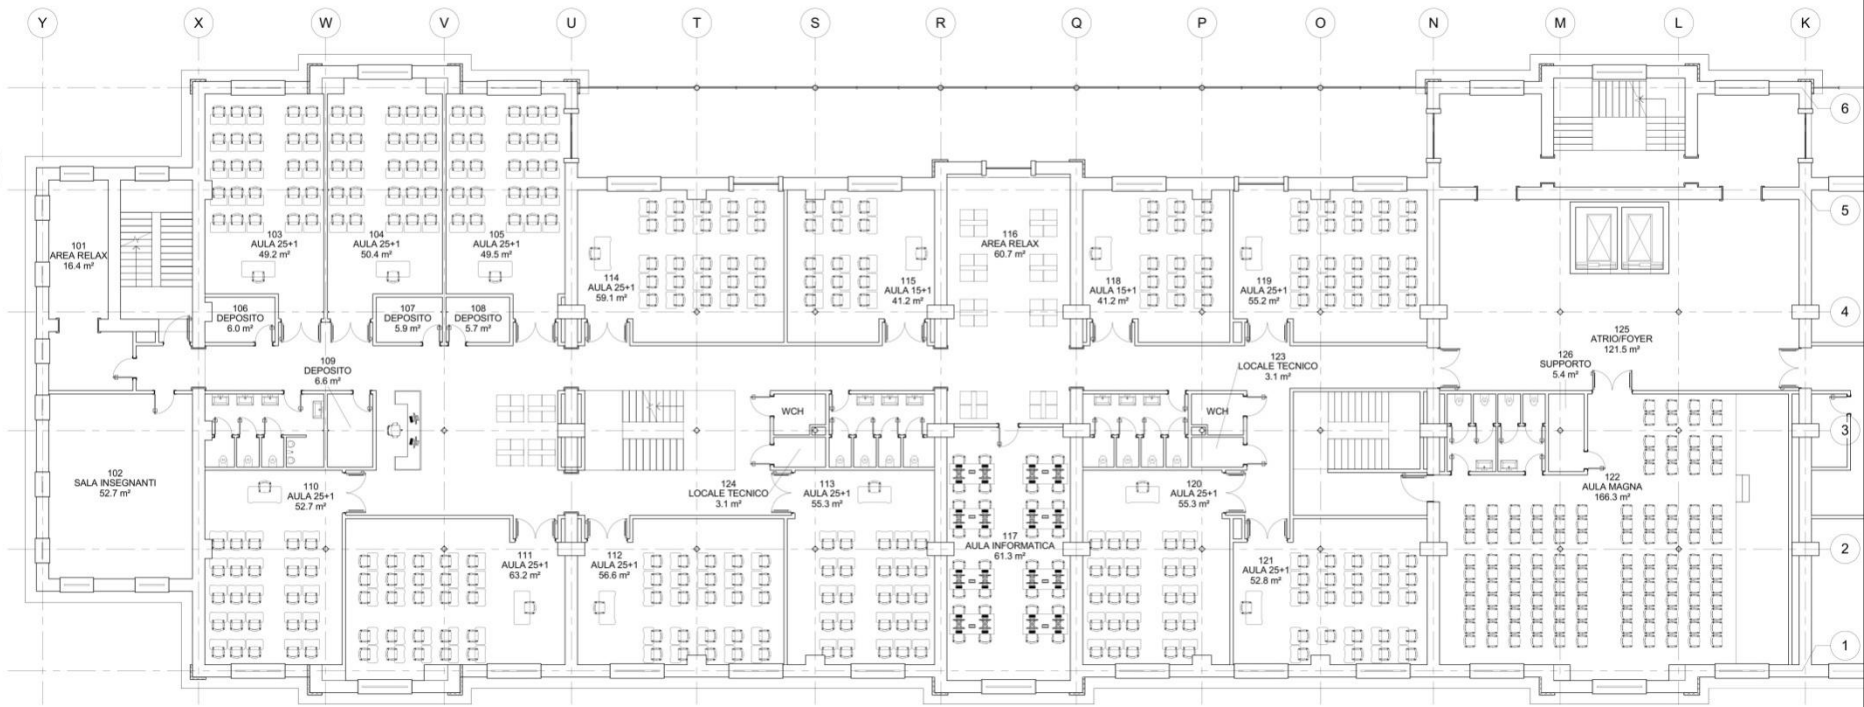 Y X W V U T S R Q P O N M L K
6
5
101
AREA RELAX
16.4 m²
103
AULA 25+1
49.2 m²
104
AULA 25+1
50.4 m²
105
AULA 25+1
49.5 m²
114
AULA 25+1
59.1 m²
115
AULA 15+1
41.2 m²
116
AREA RELAX
60.7 m²
118
AULA 15+1
41.2 m²
119
AULA 25+1
55.2 m²
106
DEPOSITO
6.0 m²
107
DEPOSITO
5.9 m²
108
DEPOSITO
5.7 m²
4
125
ATRIO/FOYER
121.5 m²
109
DEPOSITO
6.6 m²
123
LOCALE TECNICO
3.1 m²
126
SUPPORTO
5.4 m²
WCH
WCH
3
102
SALA INSEGNANTI
52.7 m²
110
AULA 25+1
52.7 m²
124
LOCALE TECNICO
3.1 m²
113
AULA 25+1
55.3 m²
120
AULA 25+1
55.3 m²
122
AULA MAGNA
166.3 m²
111
AULA 25+1
63.2 m²
112
AULA 25+1
56.6 m²
117
AULA INFORMATICA
61.3 m²
121
AULA 25+1
52.8 m²
2
1